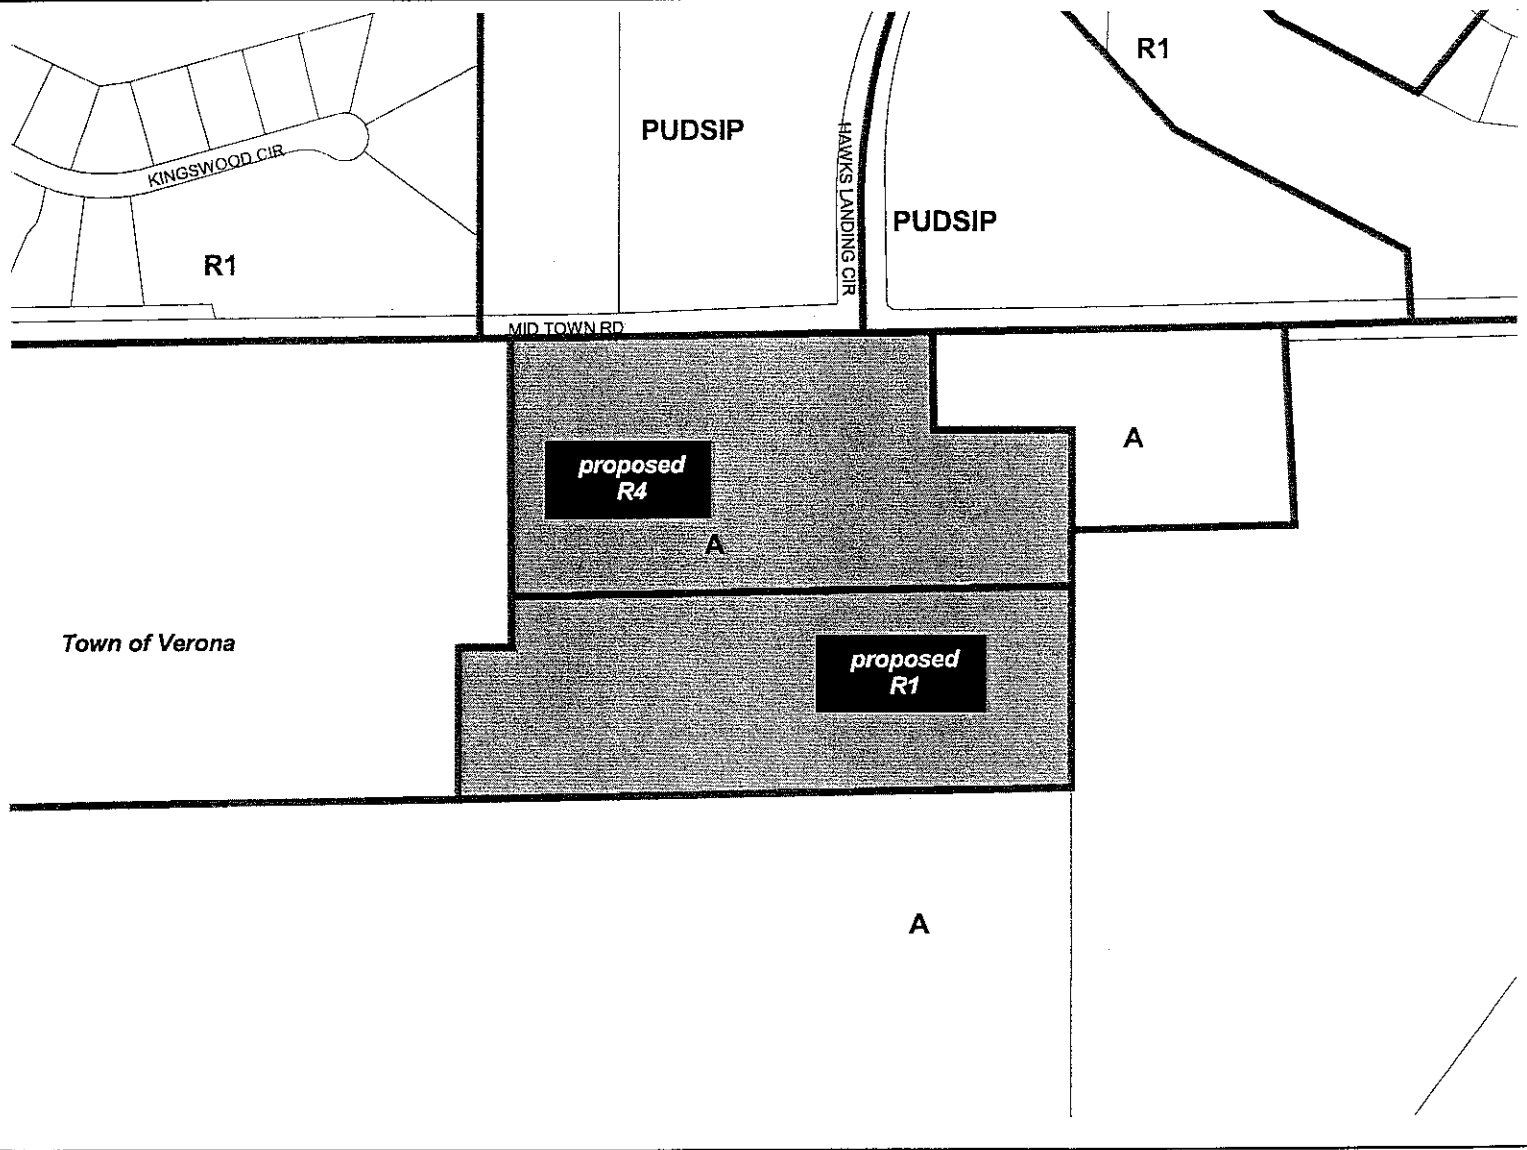 R1
PUDSIP
HAWKS LANDING CIR
KINGSWOOD CIR
PUDSIP
R1
MID TOWN RD
A
proposed
R4
A
Town of Verona
proposed
R1
A